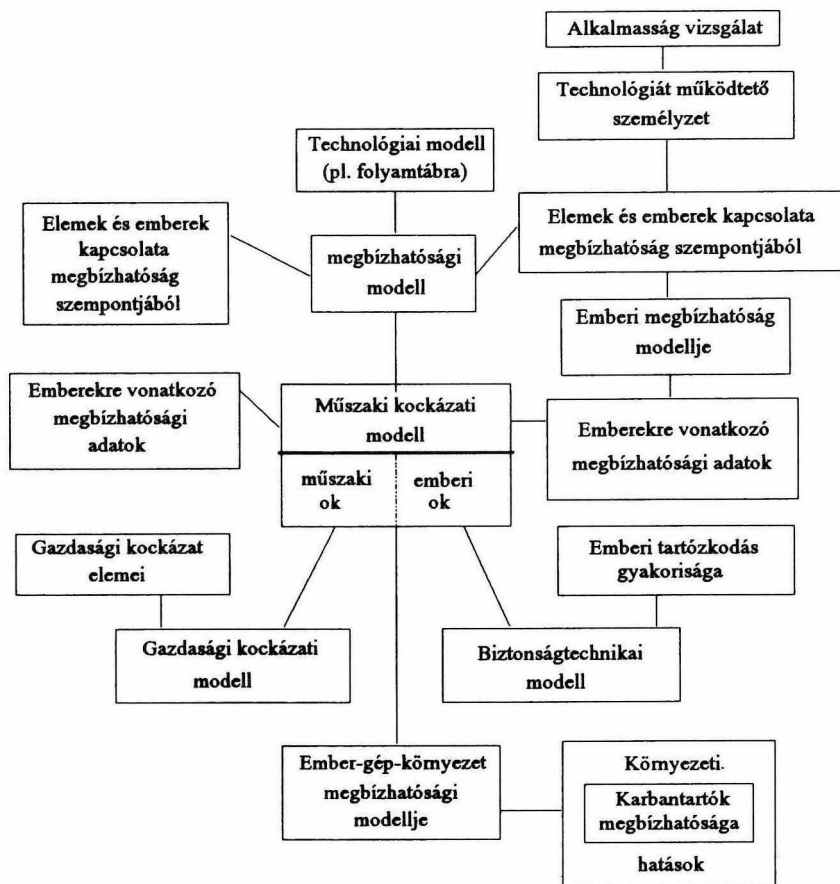 Alkalmasság vizsgálat
Technológiát működtető
személyzet
Technológiai modell
(pl. folyamtábra)
Elemek és emberek
kapcsolata
megbízhatóság
szempontjából
megbízhatósági
modell
Elemek és emberek kapcsolata
megbízhatóság szempontjából
Emberi megbízhatóság
modellje
Emberekre vonatkozó
megbízhatósági
adatok
Műszaki kockázati
modell
Emberekre vonatkozó
megbízhatósági adatok
műszaki
ok
emberi
ok
Gazdasági kockázat
elemei
Emberi tartózkodás
gyakorisága
Gazdasági kockázati
modell
Biztonságtechnikai
modell
Ember-gép-környezet
megbízhatósági
modellje
Környezeti.
Karbantartók
megbízhatósága
hatások